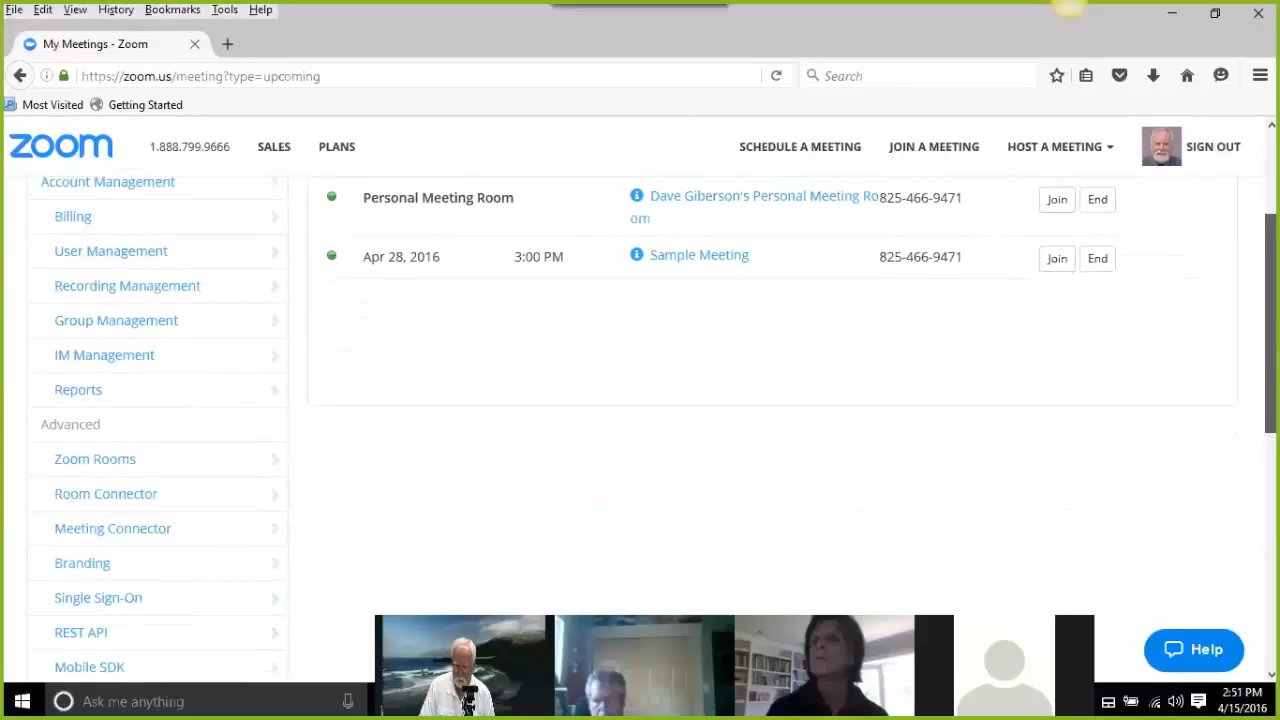 File Edit View History Bookmarks Tools Help
My Meetings - Zoom
https://zoom.us/meeting?type=upcoming
Search
Most Visited Getting Started
zoom 1.888.799.9666 SALES PLANS SCHEDULE A MEETING JOIN A MEETING HOST A MEETING SIGN OUT
Account Management
Billing
User Management
Recording Management
Group Management
IM Management
Reports
Advanced
Zoom Rooms
Room Connector
Meeting Connector
Branding
Single Sign-On
REST API
Mobile SDK
Personal Meeting Room Dave Giberson's Personal Meeting Ro 825-466-9471 Join End
om
Apr 28, 2016 3:00 PM Sample Meeting 825-466-9471 Join End
Help
Ask me anything
2:51 PM
4/15/2016